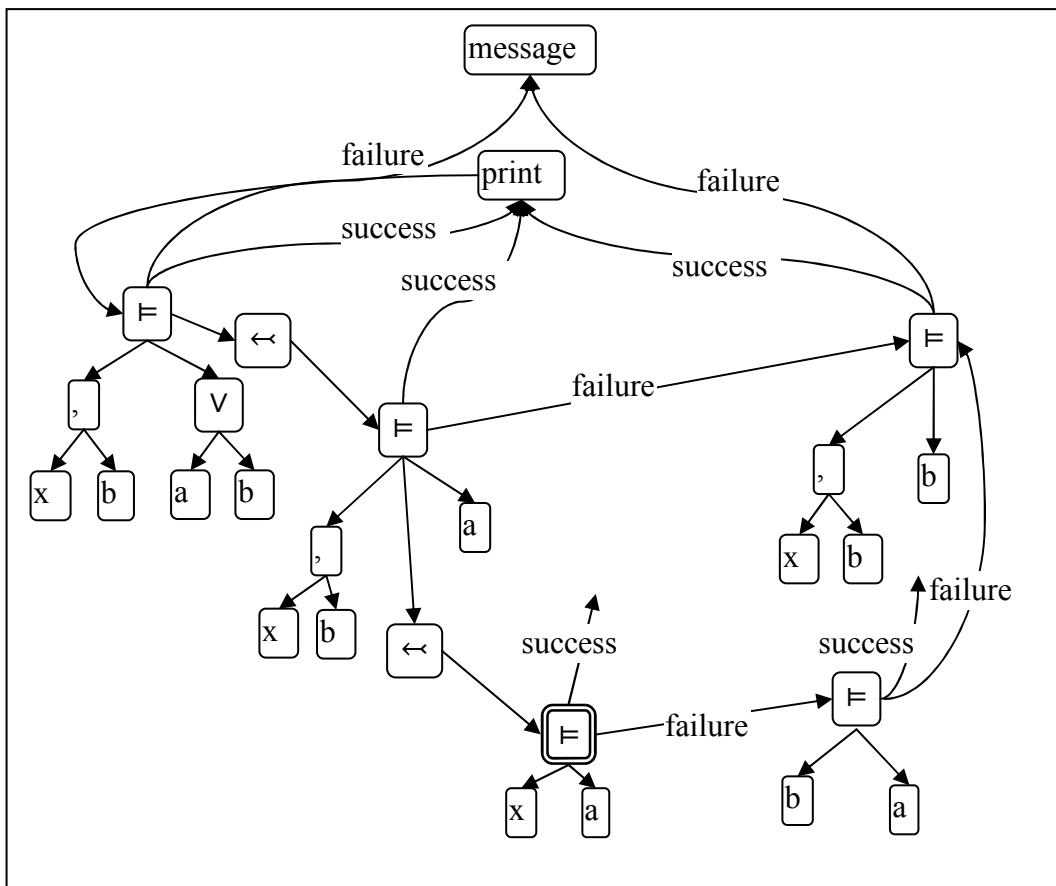 message
failure
print
failure
success
success
success
⊨
↢
⊨
failure
,
∨
⊨
x
b
a
b
,
b
,
a
x
b
x
b
↢
success
success
failure
⊨
failure
⊨
x
a
b
a